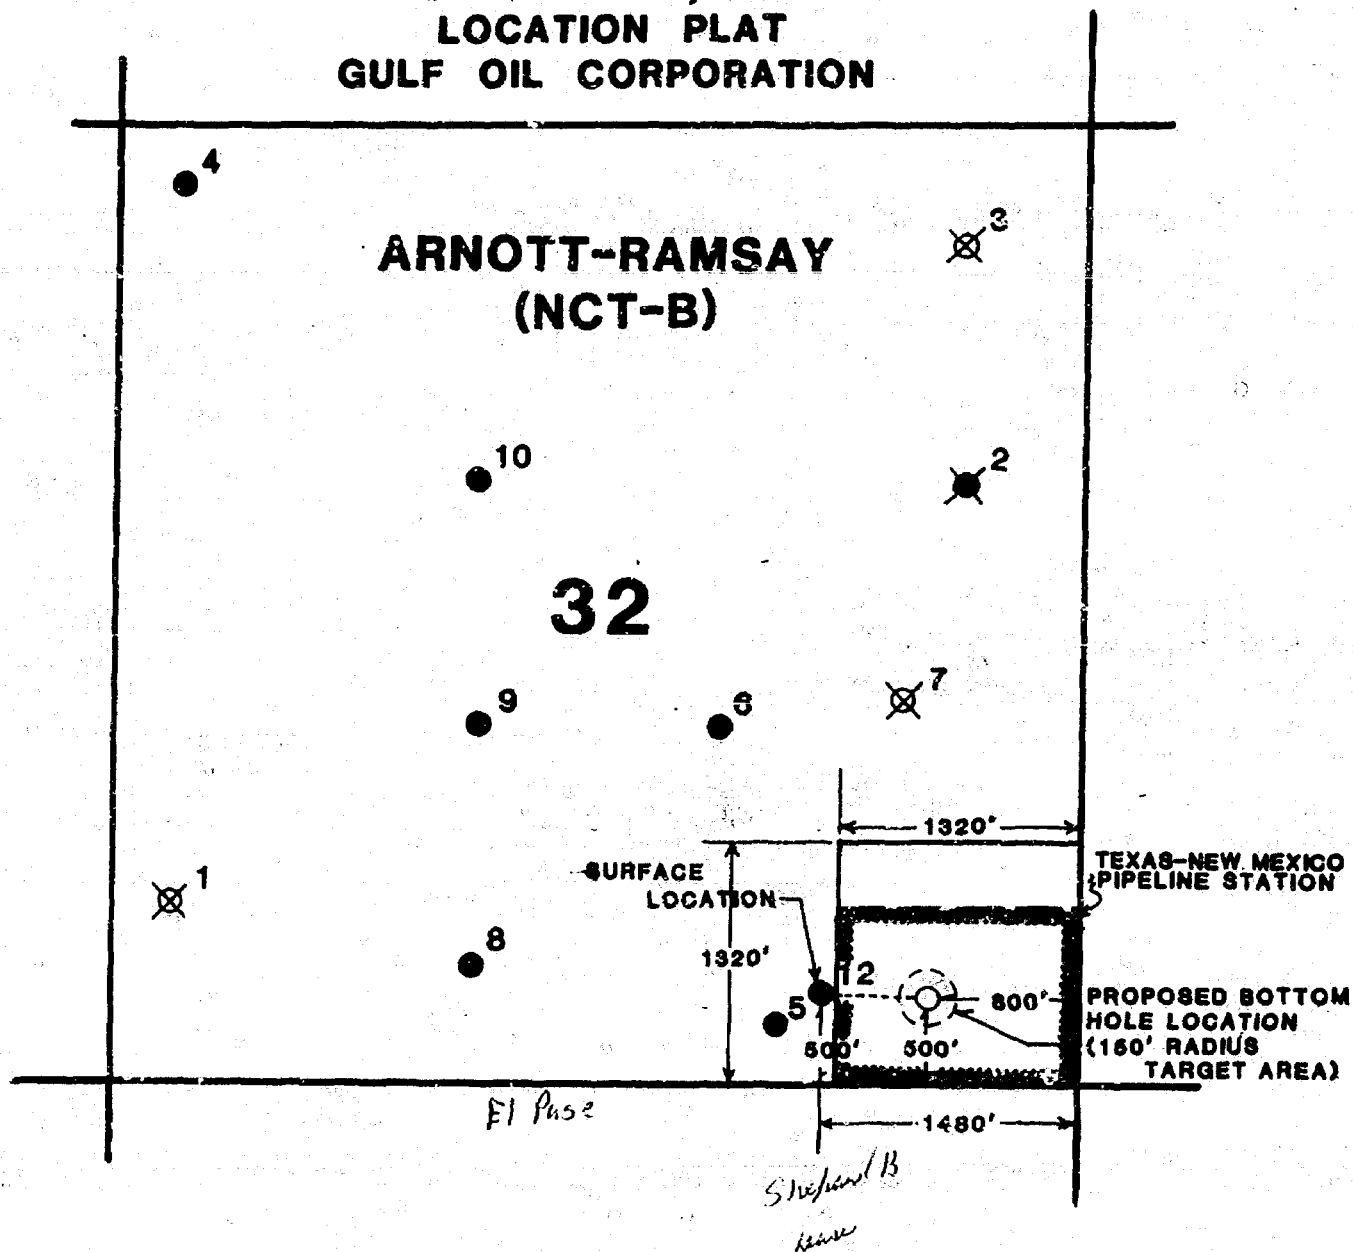 LOCATION PLAT
GULF OIL CORPORATION
4
3
ARNOTT-RAMSAY
(NCT-B)
10
2
32
9
6
7
1320'
SURFACE
LOCATION
TEXAS-NEW MEXICO
PIPELINE STATION
1
8
1320'
12
5
500'
500'
800'
PROPOSED BOTTOM
HOLE LOCATION
(150' RADIUS
TARGET AREA)
El Paso
1480'
B